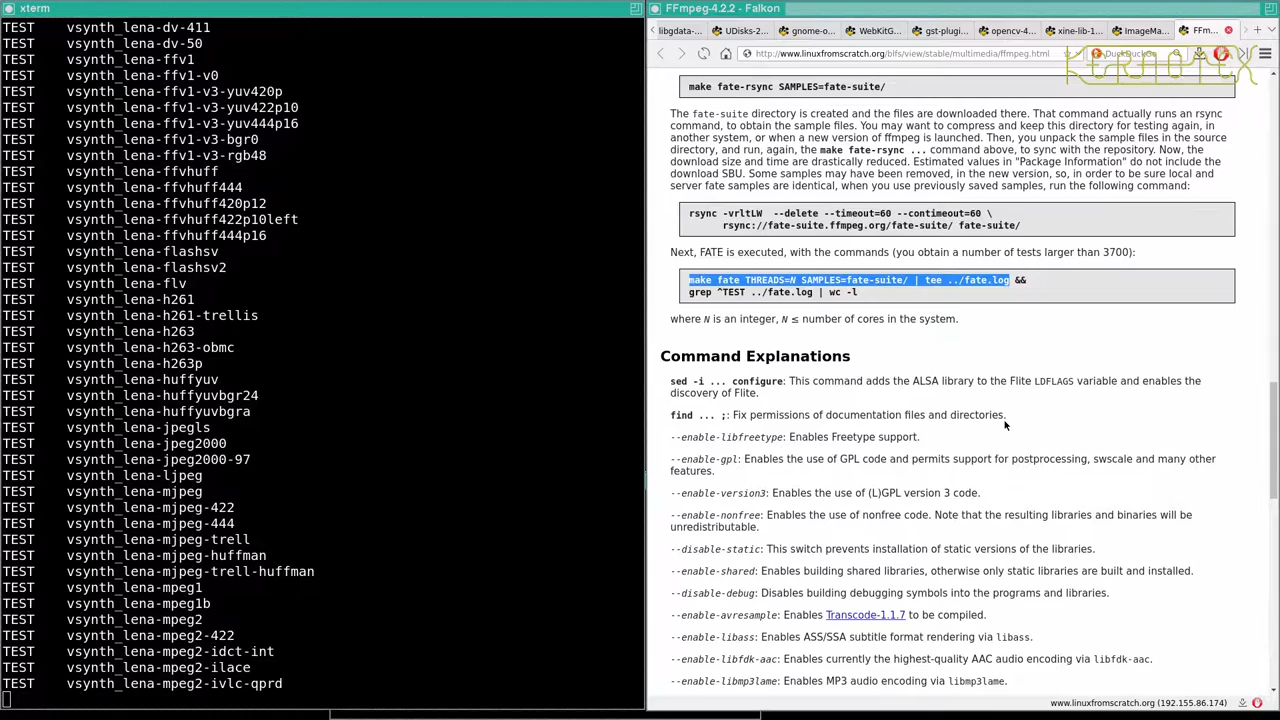 xterm
TEST vsynth_lena-dv-411
TEST vsynth_lena-dv-50
TEST vsynth_lena-ffv1
TEST vsynth_lena-ffv1-v0
TEST vsynth_lena-ffv1-v3-yuv420p
TEST vsynth_lena-ffv1-v3-yuv422p10
TEST vsynth_lena-ffv1-v3-yuv444p16
TEST vsynth_lena-ffv1-v3-bgr0
TEST vsynth_lena-ffv1-v3-rgb48
TEST vsynth_lena-ffvhuff
TEST vsynth_lena-ffvhuff444
TEST vsynth_lena-ffvhuff420p12
TEST vsynth_lena-ffvhuff422p10left
TEST vsynth_lena-ffvhuff444p16
TEST vsynth_lena-flashsv
TEST vsynth_lena-flashsv2
TEST vsynth_lena-flv
TEST vsynth_lena-h261
TEST vsynth_lena-h261-trellis
TEST vsynth_lena-h263
TEST vsynth_lena-h263-obmc
TEST vsynth_lena-h263p
TEST vsynth_lena-huffyuv
TEST vsynth_lena-huffyuvbgr24
TEST vsynth_lena-huffyuvbgra
TEST vsynth_lena-jpegls
TEST vsynth_lena-jpeg2000
TEST vsynth_lena-jpeg2000-97
TEST vsynth_lena-ljpeg
TEST vsynth_lena-mjpeg
TEST vsynth_lena-mjpeg-422
TEST vsynth_lena-mjpeg-444
TEST vsynth_lena-mjpeg-trell
TEST vsynth_lena-mjpeg-huffman
TEST vsynth_lena-mjpeg-trell-huffman
TEST vsynth_lena-mpeg1
TEST vsynth_lena-mpeg1b
TEST vsynth_lena-mpeg2
TEST vsynth_lena-mpeg2-422
TEST vsynth_lena-mpeg2-idct-int
TEST vsynth_lena-mpeg2-ilace
TEST vsynth_lena-mpeg2-ivlc-qprd
FFmpeg-4.2.2 - Falkon
libgdata-... UDisks-2... gnome-o... WebKitG... gst-plugi... opencv-4... xine-lib-1... ImageMa... FFm...
http://www.linuxfromscratch.org/blfs/view/stable/multimedia/ffmpeg.html DuckDuckGo
KERNOTEX
make fate-rsync SAMPLES=fate-suite/
The fate-suite directory is created and the files are downloaded there. That command actually runs an rsync
command, to obtain the sample files. You may want to compress and keep this directory for testing again, in
another system, or when a new version of ffmpeg is launched. Then, you unpack the sample files in the source
directory, and run, again, the make fate-rsync ... command above, to sync with the repository. Now, the
download size and time are drastically reduced. Estimated values in "Package Information" do not include the
download SBU. Some samples may have been removed, in the new version, so, in order to be sure local and
server fate samples are identical, when you use previously saved samples, run the following command:
rsync -vrltLW --delete --timeout=60 --contimeout=60 \
rsync://fate-suite.ffmpeg.org/fate-suite/ fate-suite/
Next, FATE is executed, with the commands (you obtain a number of tests larger than 3700):
make fate THREADS=N SAMPLES=fate-suite/ | tee ../fate.log &&
grep ^TEST ../fate.log | wc -l
where N is an integer, N ≤ number of cores in the system.
Command Explanations
sed -i ... configure: This command adds the ALSA library to the Flite LDFLAGS variable and enables the
discovery of Flite.
find ... ;: Fix permissions of documentation files and directories.
--enable-libfreetype: Enables Freetype support.
--enable-gpl: Enables the use of GPL code and permits support for postprocessing, swscale and many other
features.
--enable-version3: Enables the use of (L)GPL version 3 code.
--enable-nonfree: Enables the use of nonfree code. Note that the resulting libraries and binaries will be
unredistributable.
--disable-static: This switch prevents installation of static versions of the libraries.
--enable-shared: Enables building shared libraries, otherwise only static libraries are built and installed.
--disable-debug: Disables building debugging symbols into the programs and libraries.
--enable-avresample: Enables Transcode-1.1.7 to be compiled.
--enable-libass: Enables ASS/SSA subtitle format rendering via libass.
--enable-libfdk-aac: Enables currently the highest-quality AAC audio encoding via libfdk-aac.
--enable-libmp3lame: Enables MP3 audio encoding via libmp3lame.
www.linuxfromscratch.org (192.155.86.174)